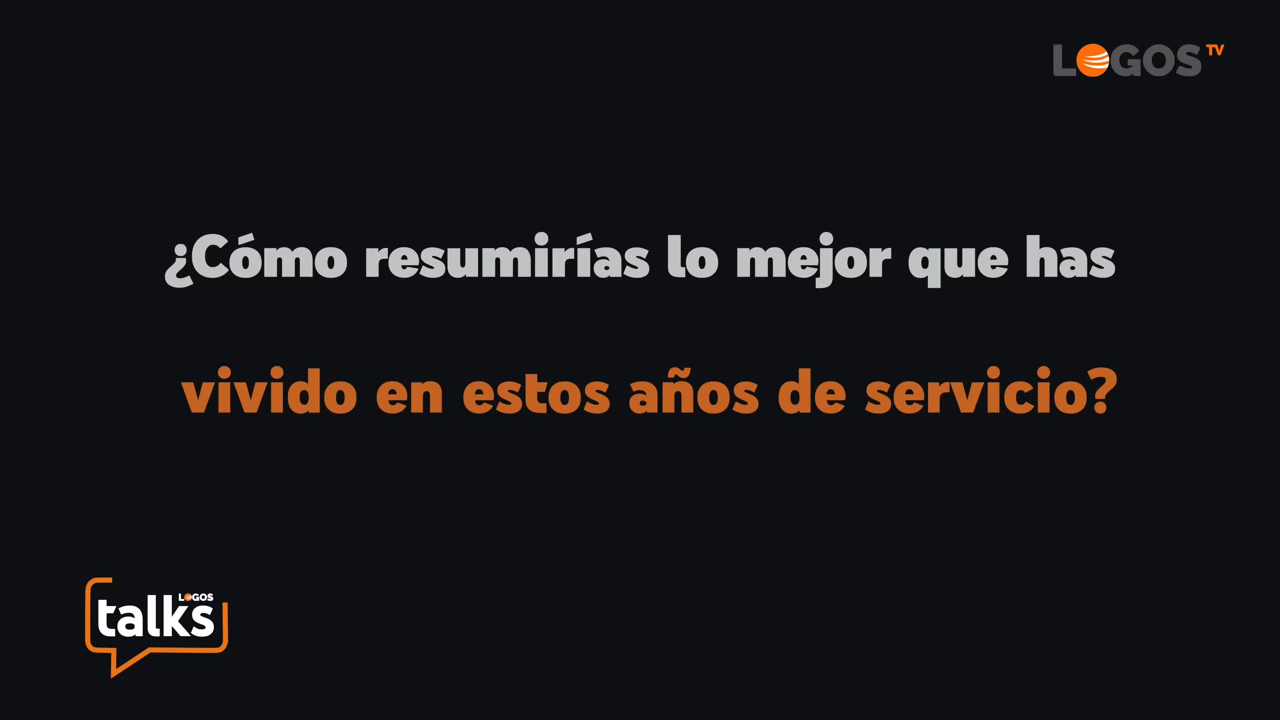 LOGOS TV
¿Cómo resumirías lo mejor que has
vivido en estos años de servicio?
LOGOS
talks